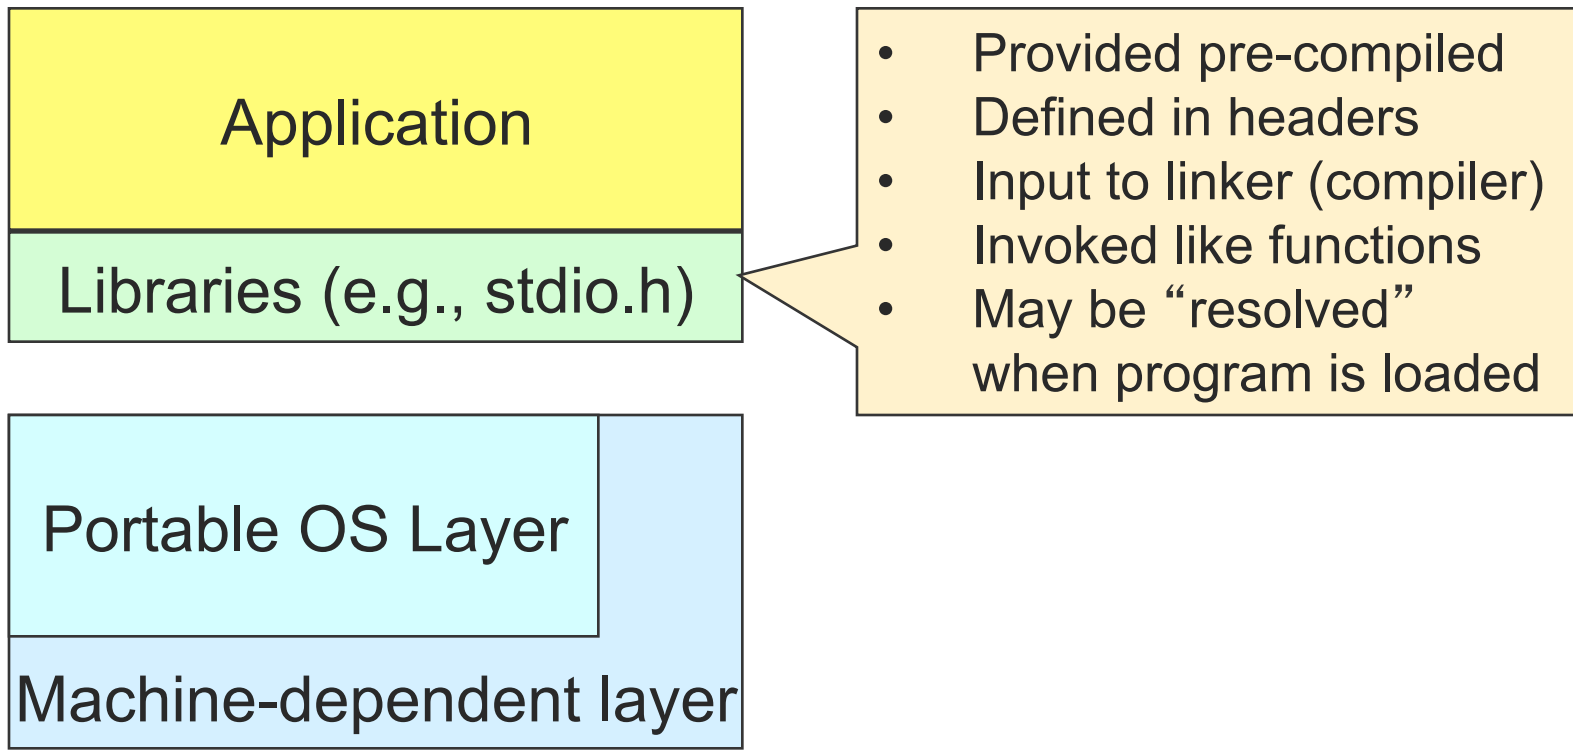 Application
Libraries (e.g., stdio.h)
Portable OS Layer
Machine-dependent layer
• Provided pre-compiled
• Defined in headers
• Input to linker (compiler)
• Invoked like functions
• May be “resolved”
when program is loaded